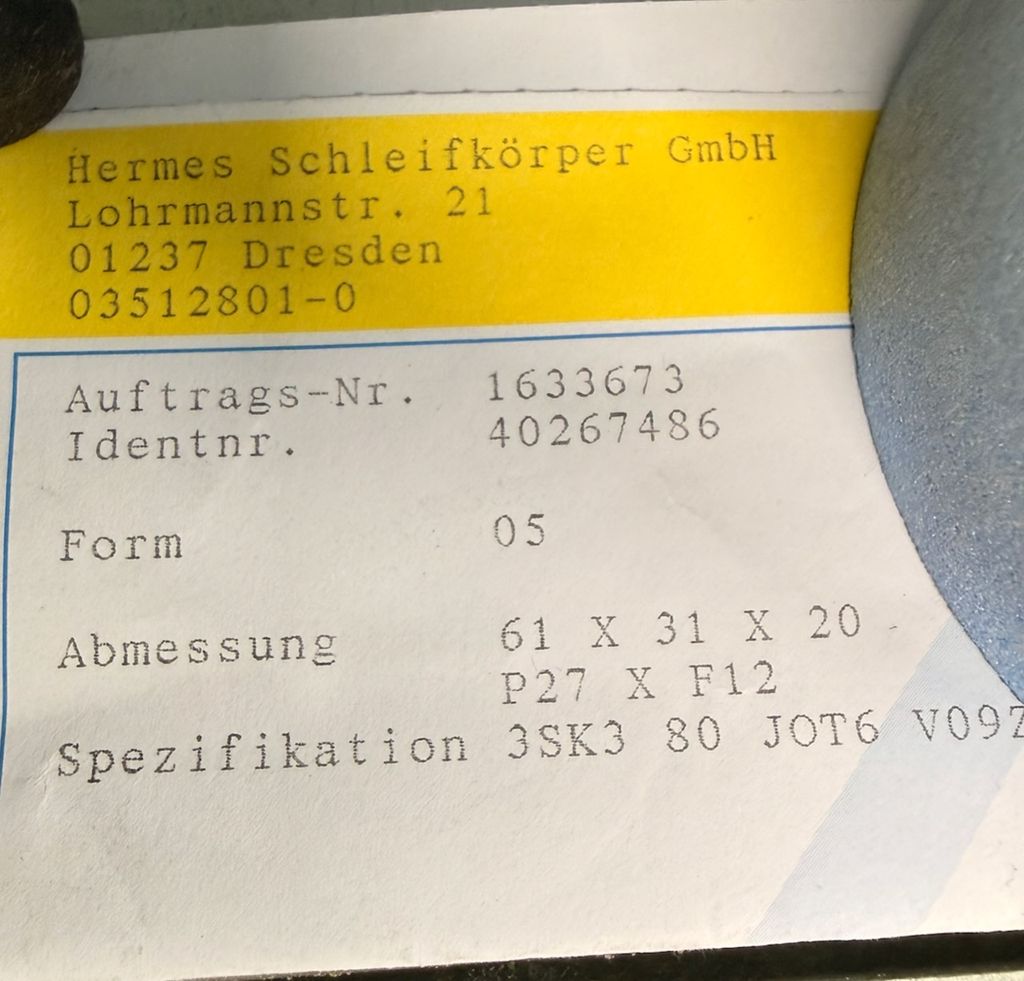 Hermes Schleifkörper GmbH
Lohrmannstr. 21
01237 Dresden
03512801-0
Auftrags-Nr. 1633673
Identnr. 40267486
Form 05
Abmessung 61 X 31 X 20
P27 X F12
Spezifikation 3SK3 80 JOT6 V09Z